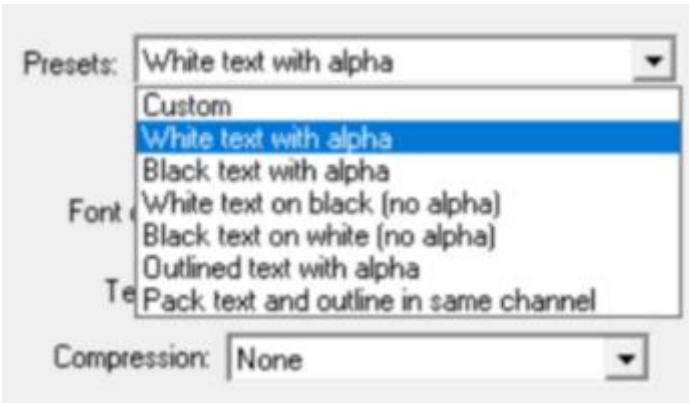 Presets: White text with alpha
Custom
White text with alpha
Black text with alpha
Font
White text on black (no alpha)
Black text on white (no alpha)
Outlined text with alpha
Te
Pack text and outline in same channel
Compression: None